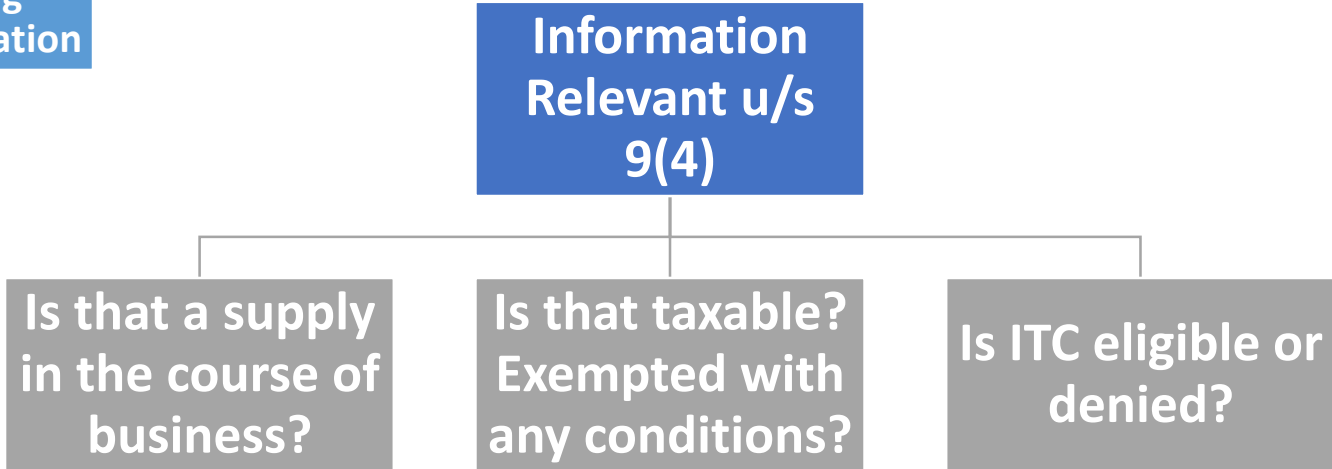 ation
Information
Relevant u/s
9(4)
Is that a supply
in the course of
business?
Is that taxable?
Exempted with
any conditions?
Is ITC eligible or
denied?